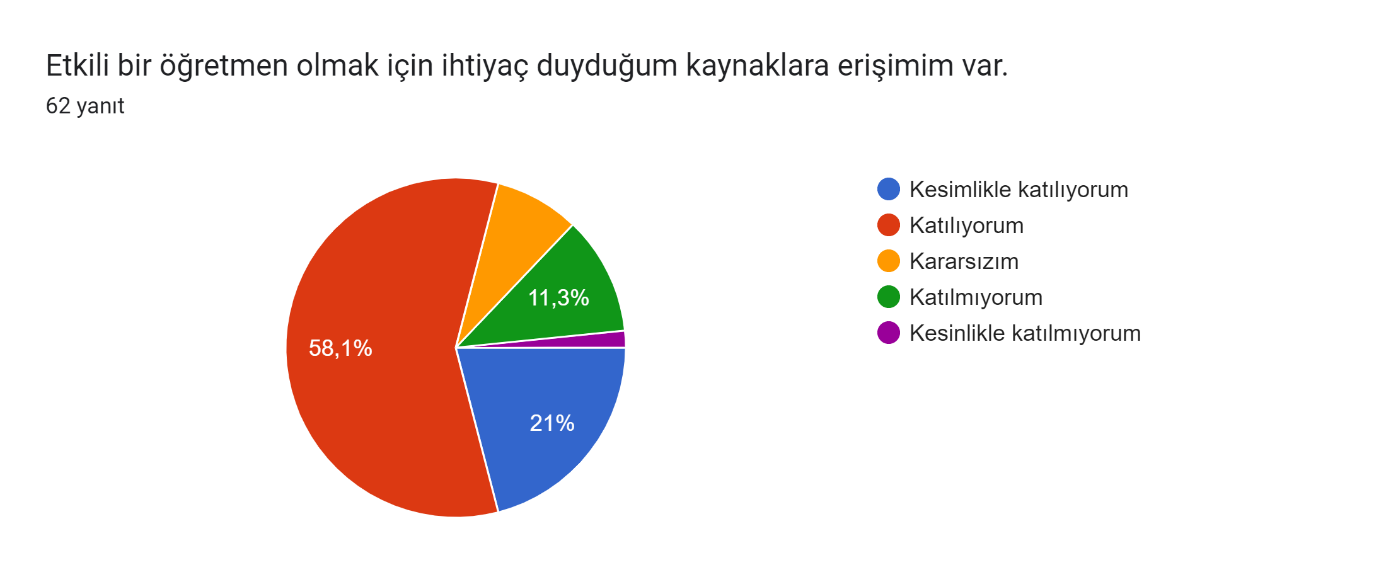 Etkili bir öğretmen olmak için ihtiyaç duyduğum kaynaklara erişimim var.
62 yanıt
Kesimlikle katılıyorum
Katılıyorum
Kararsızım
Katılmıyorum
Kesinlikle katılmıyorum
11,3%
58,1%
21%